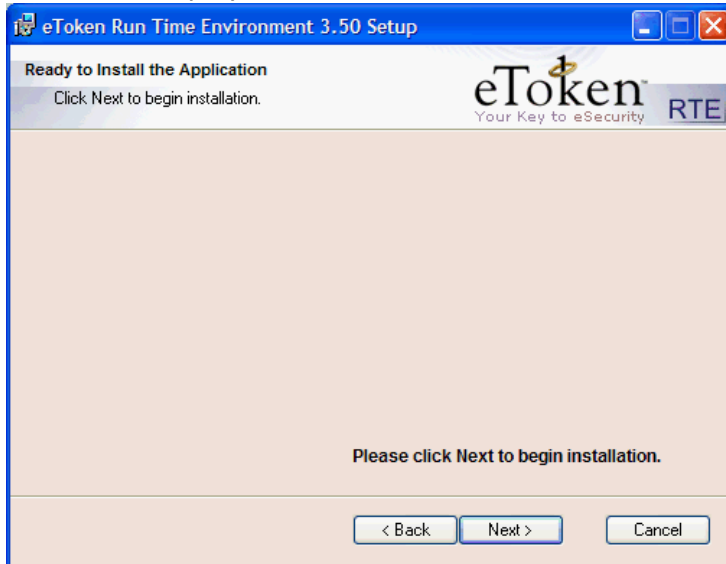 eToken Run Time Environment 3.50 Setup
Ready to Install the Application
Click Next to begin installation.
eToken™
Your Key to eSecurity
RTE
Please click Next to begin installation.
< Back
Next >
Cancel